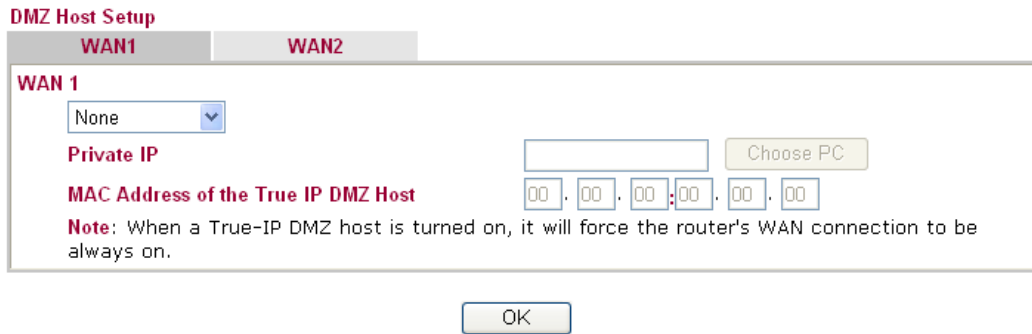 DMZ Host Setup
WAN1 WAN2
WAN 1
None
Private IP Choose PC
MAC Address of the True IP DMZ Host 00 . 00 . 00 : 00 . 00 . 00
Note: When a True-IP DMZ host is turned on, it will force the router's WAN connection to be
always on.
OK